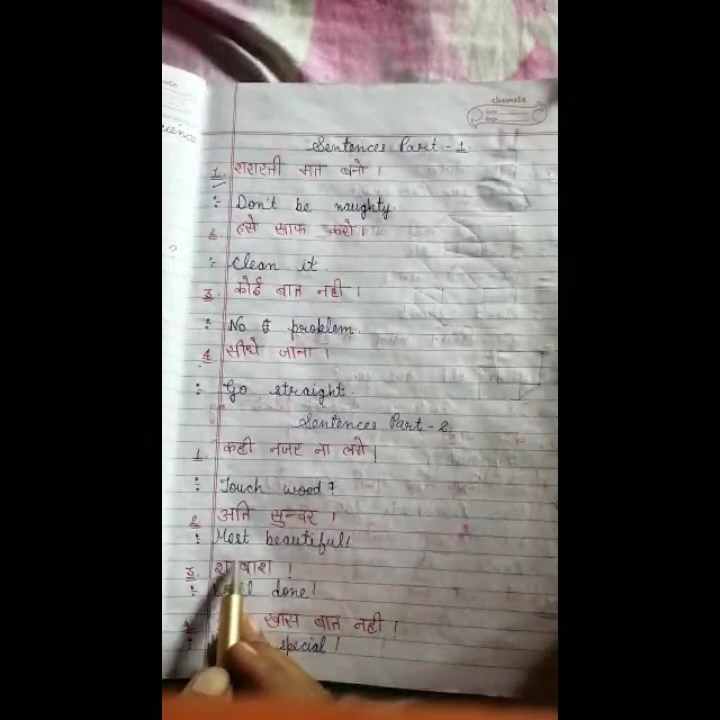 classmate
Sentences Part - 1
1. शरारती मत बनो ।
:- Don't be naughty.
2. इसे साफ करो ।
:- Clean it.
3. कोई बात नही ।
:- No problem.
4. सीधे जाना ।
:- Go straight.
Sentences Part - 2
1. कही नजर ना लगे ।
:- Touch wood?
2. अति सुन्दर ।
:- Most beautiful!
3. शाबाश !
:- done!
खास बात नही !
special !